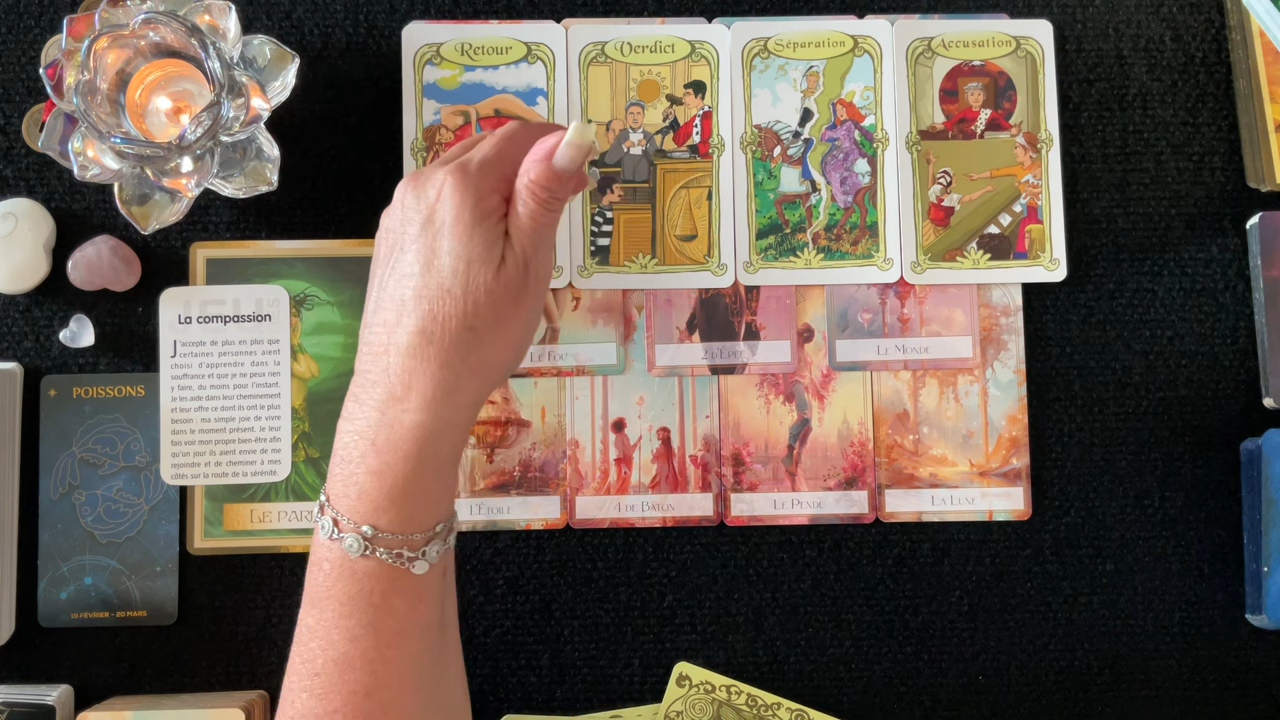 Retour
Verdict
Séparation
Accusation
14
21
La compassion
J'accepte de plus en plus que
certaines personnes aient
choisi d'apprendre dans la
souffrance et que je ne peux rien
y faire, du moins pour l'instant.
Je les aide dans leur cheminement
et leur offre ce dont ils ont le plus
besoin : ma simple joie de vivre
dans le moment présent. Je leur
fais voir mon propre bien-être afin
qu'un jour ils aient envie de me
rejoindre et de cheminer à mes
côtés sur la route de la sérénité.
POISSONS
19 FÉVRIER - 20 MARS
LE FOU
2 D'ÉPÉE
LE MONDE
LE
L'ÉTOILE
4 DE BÂTON
LE PENDU
LA LUNE